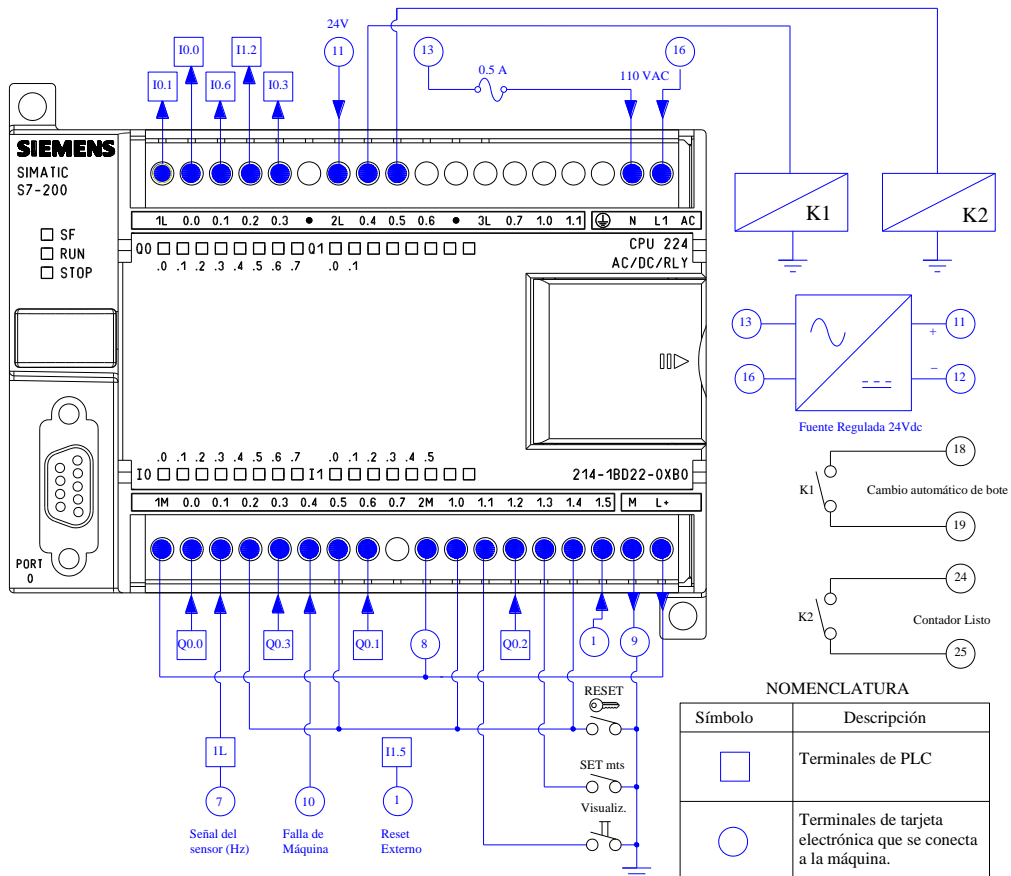 24V
I0.0 I1.2
11 13 16
0.5 A
110 VAC
I0.1 I0.6 I0.3
SIEMENS
SIMATIC
S7-200
1L 0.0 0.1 0.2 0.3 • 2L 0.4 0.5 0.6 • 3L 0.7 1.0 1.1 N L1 AC
K1 K2
SF
RUN
STOP
Q0 Q1
.0 .1 .2 .3 .4 .5 .6 .7 .0 .1
CPU 224
AC/DC/RLY
13 + 11
16 − 12
Fuente Regulada 24Vdc
.0 .1 .2 .3 .4 .5 .6 .7 .0 .1 .2 .3 .4 .5
I0 I1
214-1BD22-0XB0
1M 0.0 0.1 0.2 0.3 0.4 0.5 0.6 0.7 2M 1.0 1.1 1.2 1.3 1.4 1.5 M L+
18
K1 Cambio automático de bote
19
PORT
0
24
K2 Contador Listo
25
Q0.0 Q0.3 Q0.1 8 Q0.2 1 9
RESET
1L I1.5
SET mts
7 10 1
Visualiz.
Señal del
sensor (Hz)
Falla de
Máquina
Reset
Externo
NOMENCLATURA
Símbolo Descripción
Terminales de PLC
Terminales de tarjeta
electrónica que se conecta
a la máquina.